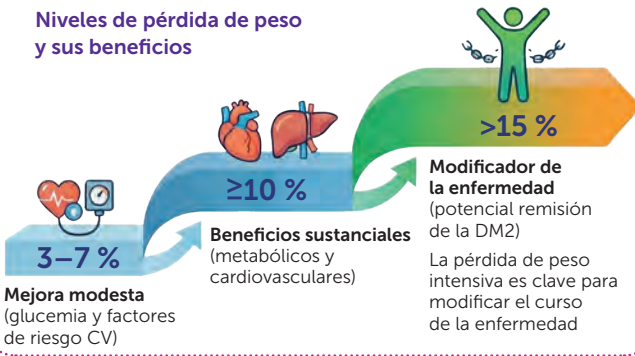 Niveles de pérdida de peso
y sus beneficios
3–7 %
Mejora modesta
(glucemia y factores
de riesgo CV)
≥10 %
Beneficios sustanciales
(metabólicos y
cardiovasculares)
>15 %
Modificador de
la enfermedad
(potencial remisión
de la DM2)
La pérdida de peso
intensiva es clave para
modificar el curso
de la enfermedad